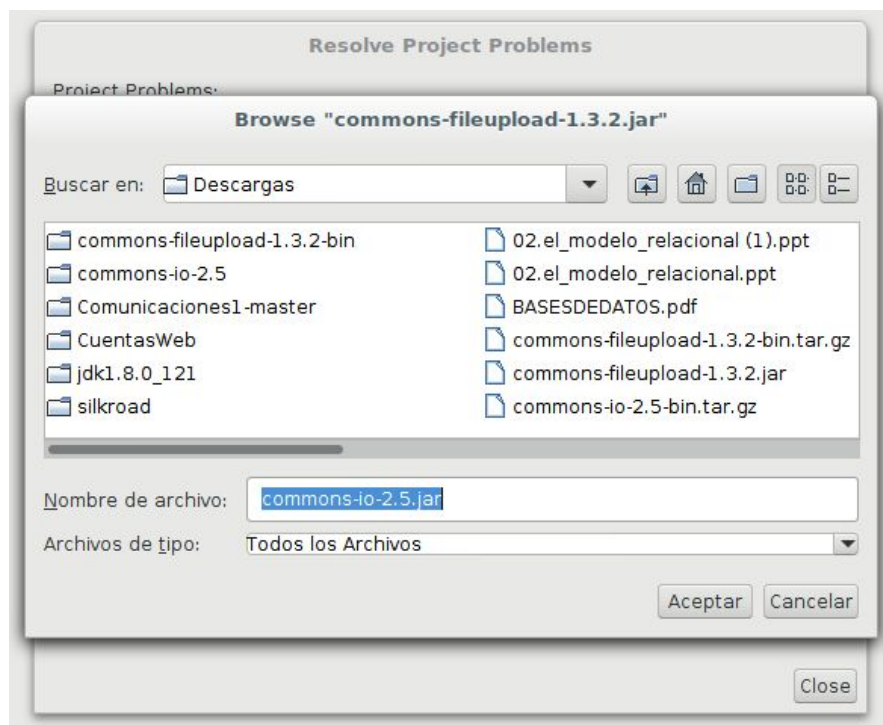 Resolve Project Problems
Project Problems:
Browse "commons-fileupload-1.3.2.jar"
Buscar en: Descargas
commons-fileupload-1.3.2-bin
commons-io-2.5
Comunicaciones1-master
CuentasWeb
jdk1.8.0_121
silkroad
02.el_modelo_relacional (1).ppt
02.el_modelo_relacional.ppt
BASESDEDATOS.pdf
commons-fileupload-1.3.2-bin.tar.gz
commons-fileupload-1.3.2.jar
commons-io-2.5-bin.tar.gz
Nombre de archivo: commons-io-2.5.jar
Archivos de tipo: Todos los Archivos
Aceptar Cancelar
Close